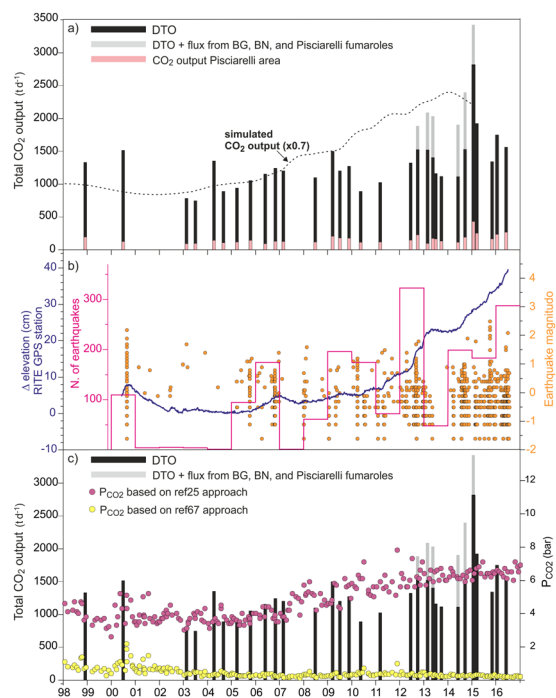 3500
a)
DTO
DTO + flux from BG, BN, and Pisciarelli fumaroles
CO2 output Pisciarelli area
3000
2500
2000
1500
1000
500
0
Total CO2 output (t d-1)
simulated
CO2 output (x0.7)
b)
40
30
20
10
0
-10
Δ elevation (cm)
RITE GPS station
300
200
100
N. of earthquakes
4
3
2
1
0
-1
-2
Earthquake magnitudo
c)
DTO
DTO + flux from BG, BN, and Pisciarelli fumaroles
PCO2 based on ref25 approach
PCO2 based on ref67 approach
3000
2500
2000
1500
1000
500
0
Total CO2 output (t d-1)
12
10
8
6
4
2
PCO2 (bar)
98 99 00 01 02 03 04 05 06 07 08 09 10 11 12 13 14 15 16